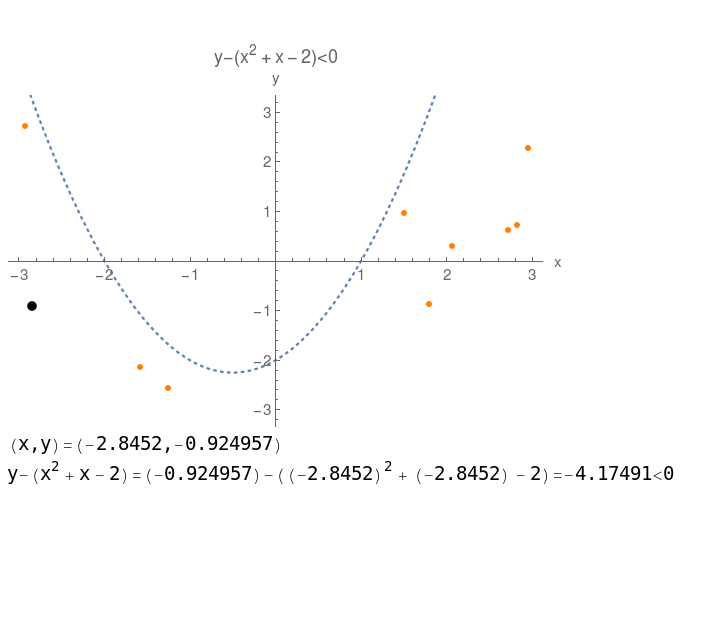 y−(x² + x − 2)<0
y
3
2
1
−3 −2 −1 1 2 3 x
−1
−2
−3
(x,y)=(−2.8452,−0.924957)
y−(x² + x − 2)=(−0.924957)−((−2.8452)² + (−2.8452) − 2)=−4.17491<0